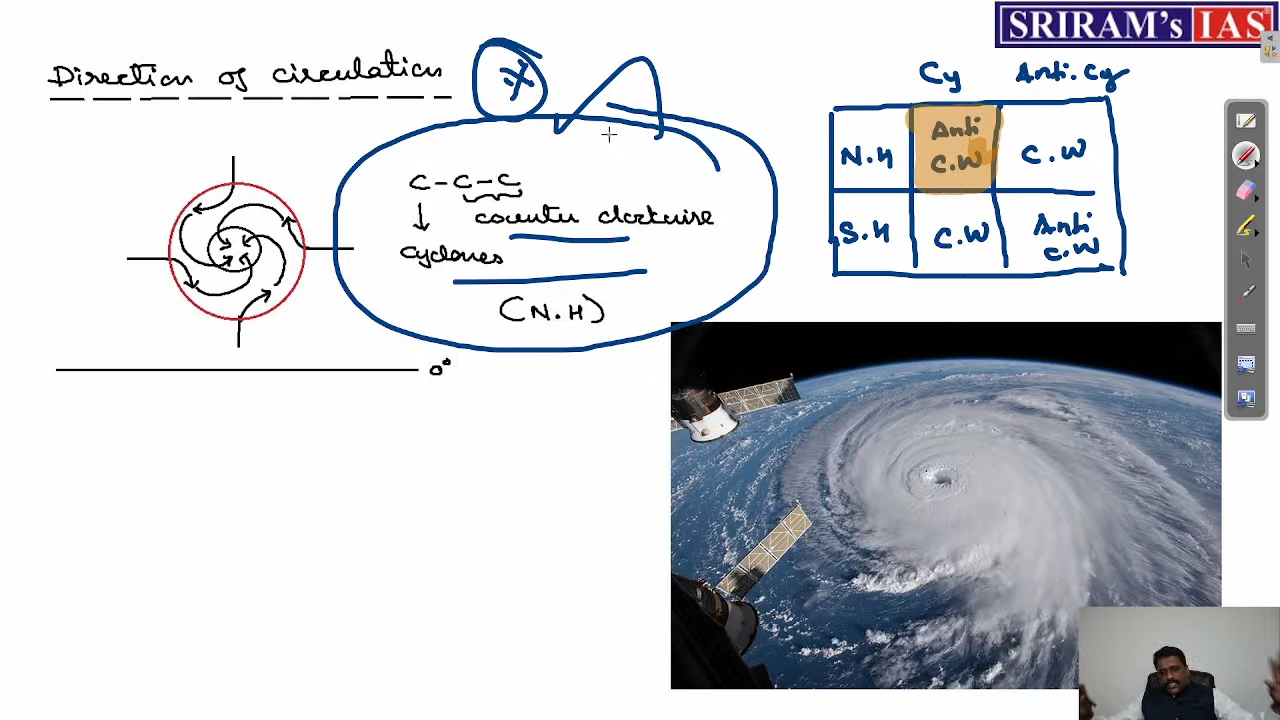 SRIRAM's IAS
Direction of circulation
C-C-C
counter clockwise
cyclones
(N.H)
0°
Cy Anti.Cy
N.H Anti C.W C.W
S.H C.W Anti C.W